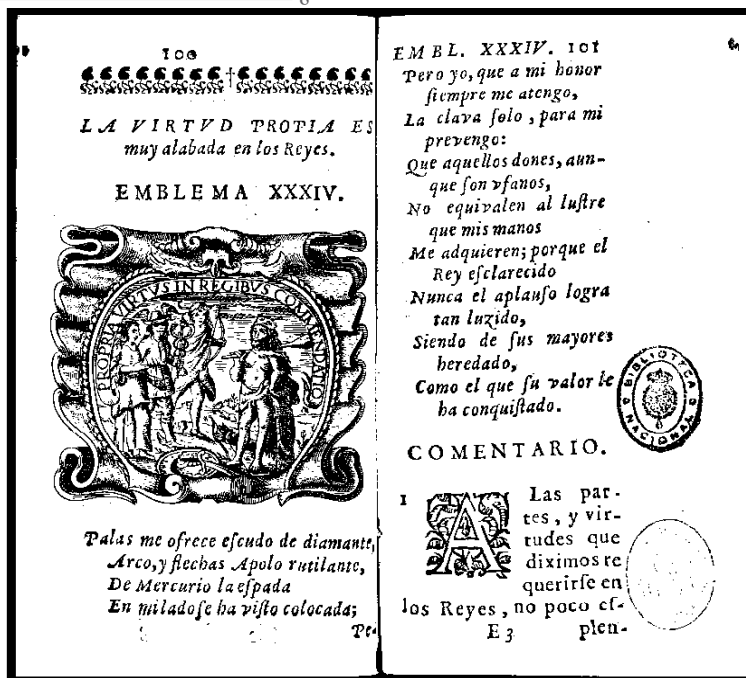 100
LA VIRTVD PROPIA ES
muy alabada en los Reyes.
EMBLEMA XXXIV.
PROPRIA VIRTVS IN REGIBVS COMMENDATIO
Palas me ofrece eſcudo de diamante,
Arco, y flechas Apolo rutilante,
De Mercurio la eſpada
En mi lado ſe ha viſto colocada;
Pe-
EMBL. XXXIV. 101
Pero yo, que a mi honor
ſiempre me atengo,
La clava ſolo, para mi
prevengo:
Que aquellos dones, aun-
que ſon vfanos,
No equivalen al luſtre
que mis manos
Me adquieren; porque el
Rey eſclarecido
Nunca el aplauſo logra
tan luzido,
Siendo de ſus mayores
heredado,
Como el que ſu valor le
ha conquiſtado.
BIBLIOTECA NACIONAL
COMENTARIO.
1 A Las par-
tes, y vir-
tudes que
diximos re
querirſe en
los Reyes, no poco eſ-
E 3 plen-